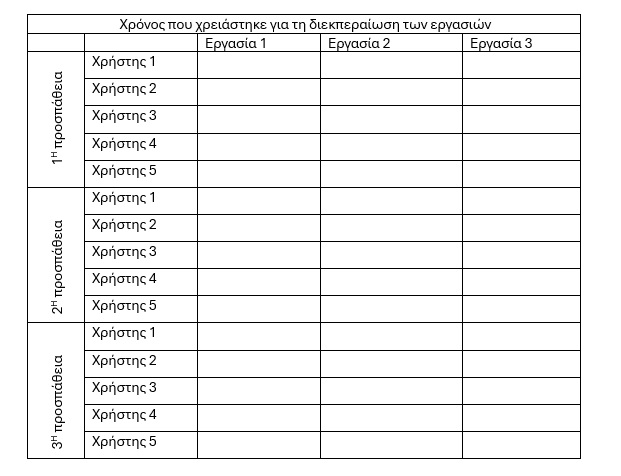 Χρόνος που χρειάστηκε για τη διεκπεραίωση των εργασιών
Εργασία 1 Εργασία 2 Εργασία 3
1Η προσπάθεια
Χρήστης 1
Χρήστης 2
Χρήστης 3
Χρήστης 4
Χρήστης 5
2Η προσπάθεια
Χρήστης 1
Χρήστης 2
Χρήστης 3
Χρήστης 4
Χρήστης 5
3Η προσπάθεια
Χρήστης 1
Χρήστης 2
Χρήστης 3
Χρήστης 4
Χρήστης 5